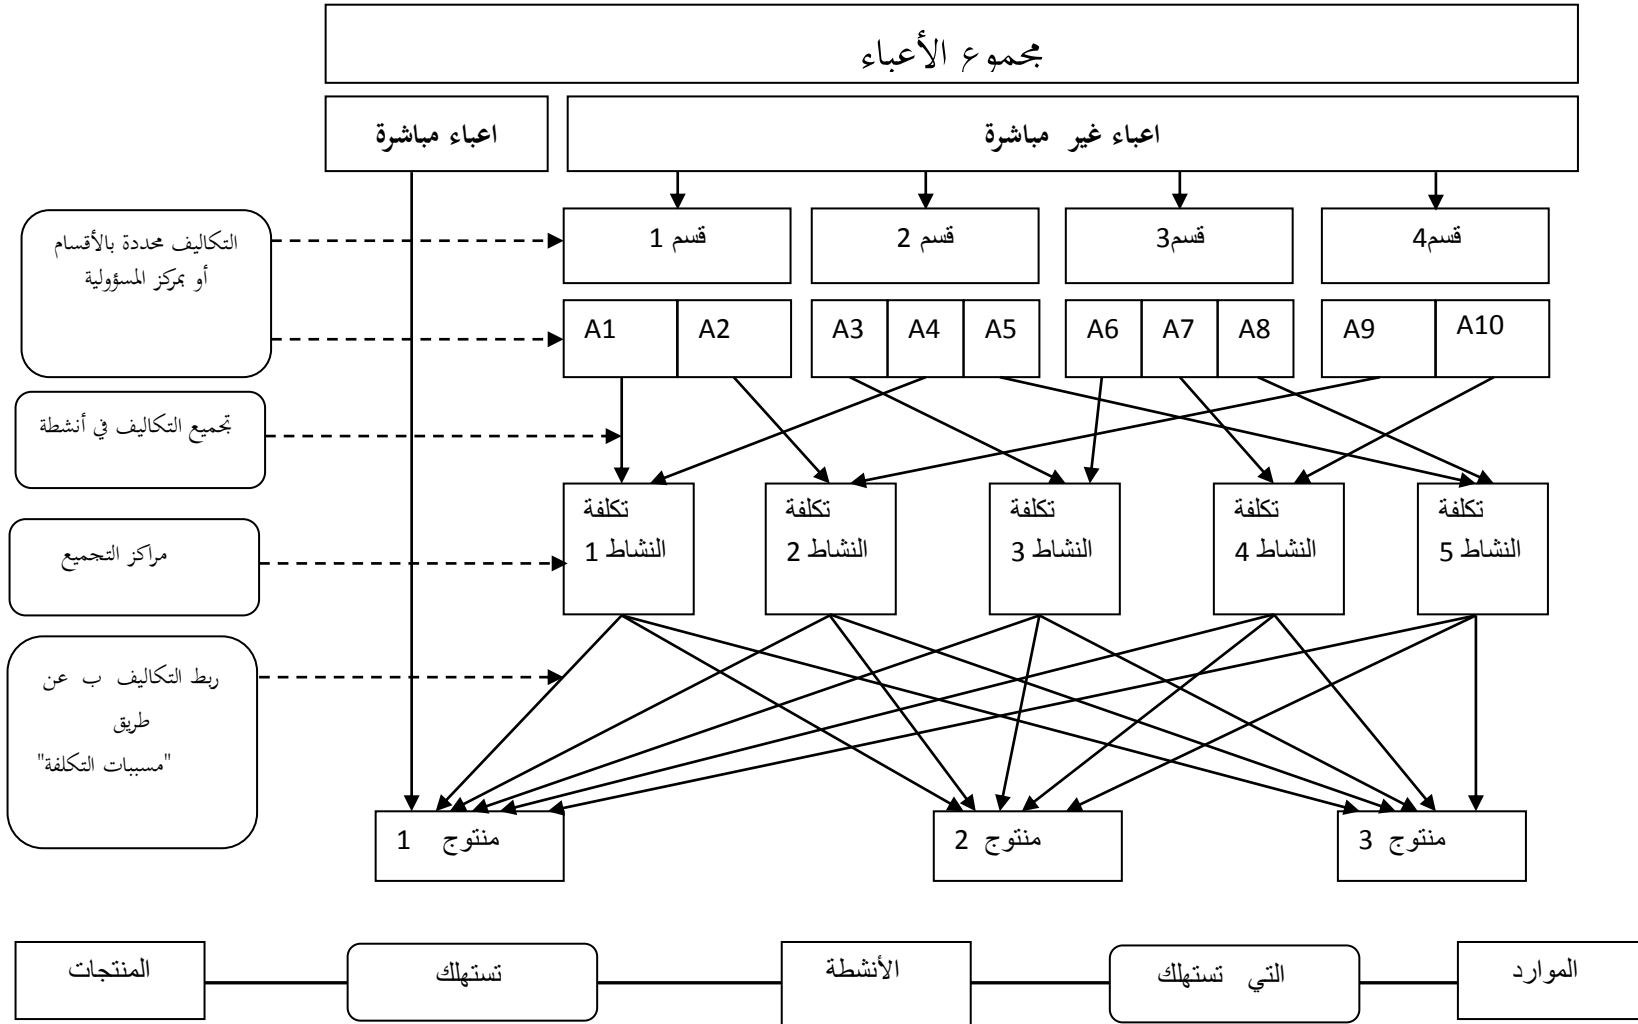 مجموع الأعباء
اعباء مباشرة
اعباء غير مباشرة
التكاليف محددة بالأقسام
أو بمركز المسؤولية
قسم 1
قسم 2
قسم3
قسم4
A1
A2
A3
A4
A5
A6
A7
A8
A9
A10
تجميع التكاليف في أنشطة
مراكز التجميع
تكلفة
النشاط 1
تكلفة
النشاط 2
تكلفة
النشاط 3
تكلفة
النشاط 4
تكلفة
النشاط 5
ربط التكاليف ب عن
طريق
"مسببات التكلفة"
منتوج 1
منتوج 2
منتوج 3
المنتجات
تستهلك
الأنشطة
التي تستهلك
الموارد